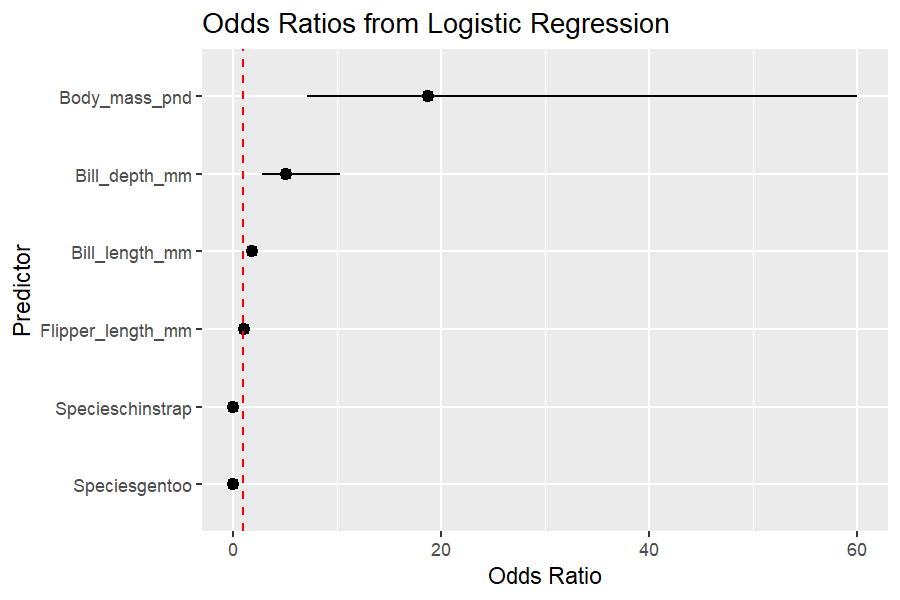 Odds Ratios from Logistic Regression
Predictor
Body_mass_pnd
Bill_depth_mm
Bill_length_mm
Flipper_length_mm
Specieschinstrap
Speciesgentoo
0 20 40 60
Odds Ratio